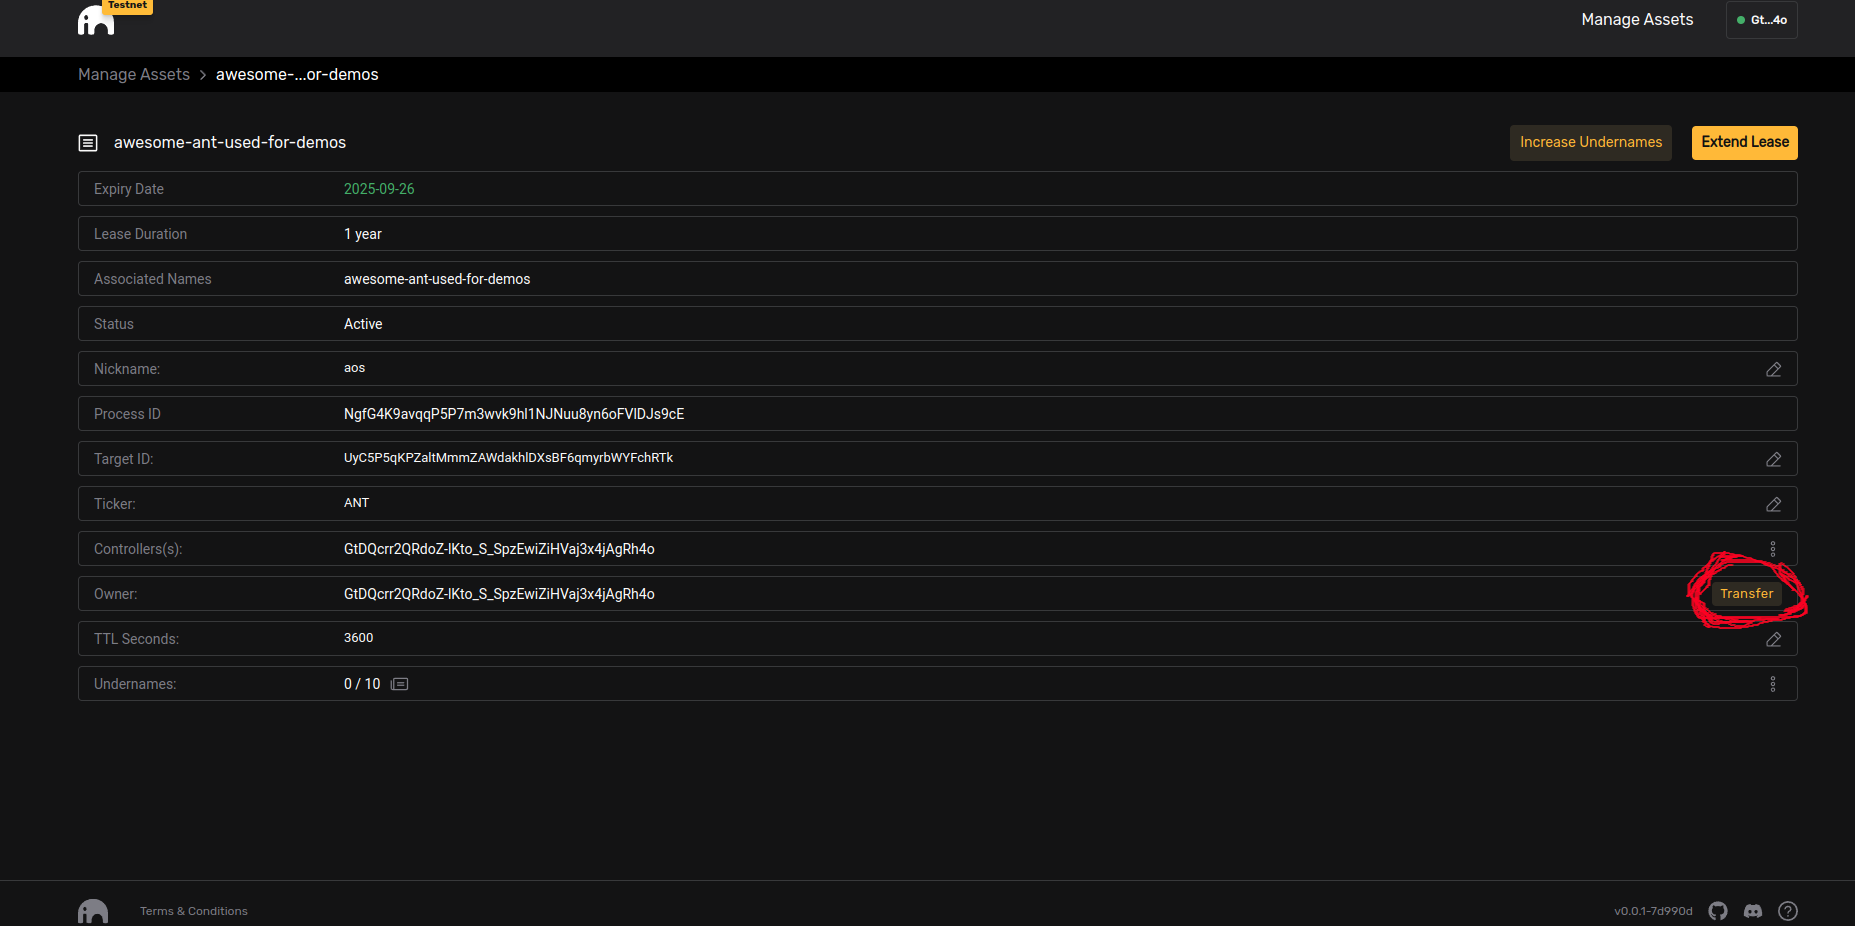 Testnet
Manage Assets
Gt...4o
Manage Assets > awesome-...or-demos
awesome-ant-used-for-demos
Increase Undernames
Extend Lease
Expiry Date 2025-09-26
Lease Duration 1 year
Associated Names awesome-ant-used-for-demos
Status Active
Nickname: aos
Process ID NgfG4K9avqqP5P7m3wvk9hI1NJNuu8yn6oFVlDJs9cE
Target ID: UyC5P5qKPZaltMmmZAWdakhlDXsBF6qmyrbWYFchRTk
Ticker: ANT
Controllers(s): GtDQcrr2QRdoZ-lKto_S_SpzEwiZiHVaj3x4jAgRh4o
Owner: GtDQcrr2QRdoZ-lKto_S_SpzEwiZiHVaj3x4jAgRh4o Transfer
TTL Seconds: 3600
Undernames: 0 / 10
Terms & Conditions
v0.0.1-7d990d